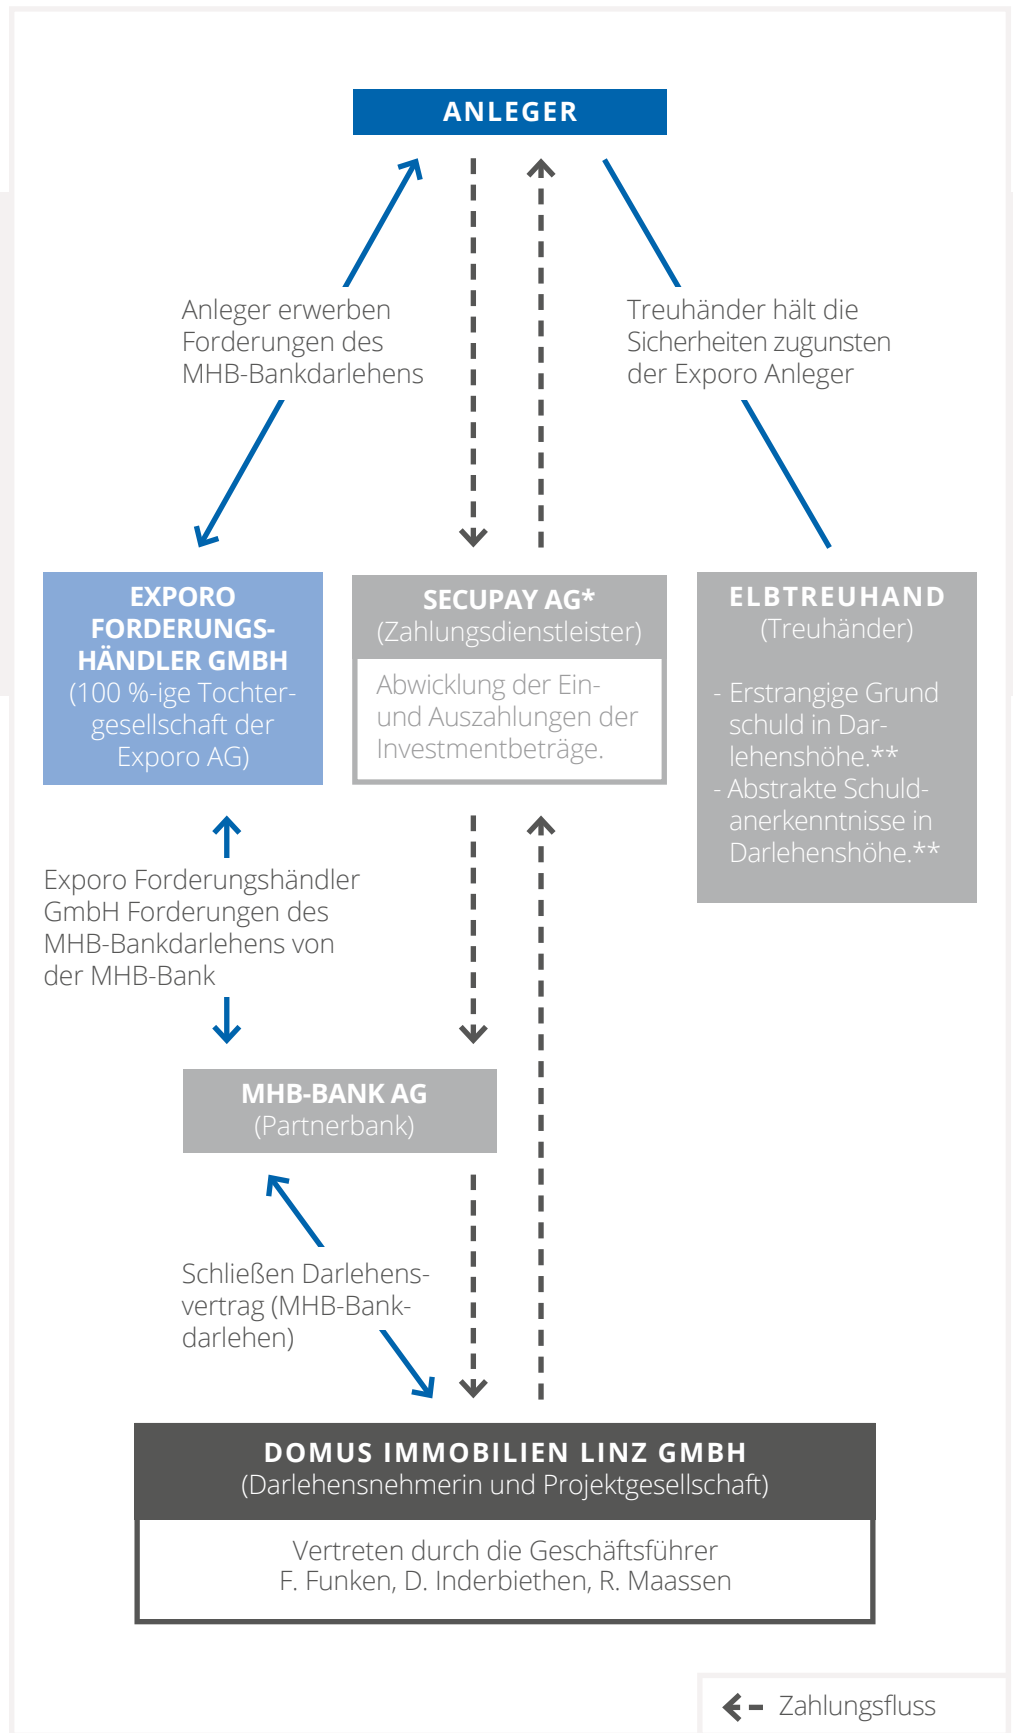 ANLEGER
Anleger erwerben
Forderungen des
MHB-Bankdarlehens
Treuhänder hält die
Sicherheiten zugunsten
der Exporo Anleger
EXPORO
FORDERUNGS-
HÄNDLER GMBH
(100 %-ige Tochter-
gesellschaft der
Exporo AG)
SECUPAY AG*
(Zahlungsdienstleister)
Abwicklung der Ein-
und Auszahlungen der
Investmentbeträge.
ELBTREUHAND
(Treuhänder)
- Erstrangige Grund
schuld in Dar-
lehenshöhe.**
- Abstrakte Schuld-
anerkenntnisse in
Darlehenshöhe.**
Exporo Forderungshändler
GmbH Forderungen des
MHB-Bankdarlehens von
der MHB-Bank
MHB-BANK AG
(Partnerbank)
Schließen Darlehens-
vertrag (MHB-Bank-
darlehen)
DOMUS IMMOBILIEN LINZ GMBH
(Darlehensnehmerin und Projektgesellschaft)
Vertreten durch die Geschäftsführer
F. Funken, D. Inderbiethen, R. Maassen
Zahlungsfluss